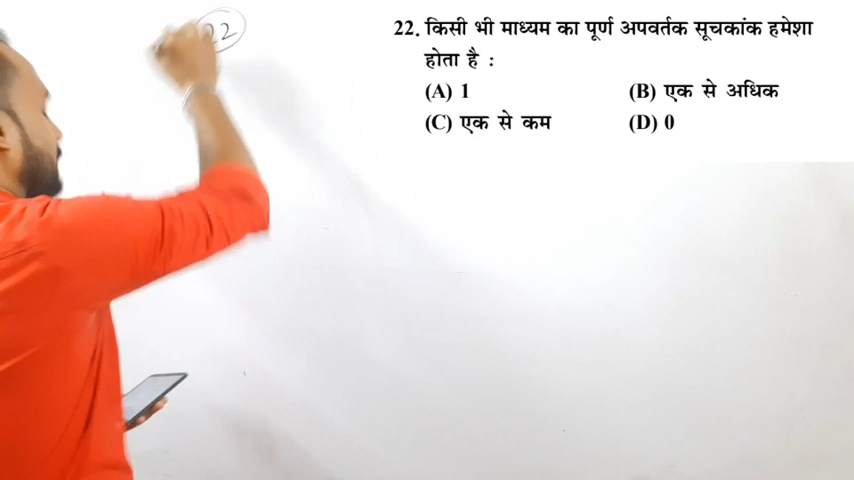 22
22. किसी भी माध्यम का पूर्ण अपवर्तक सूचकांक हमेशा
होता है :
(A) 1 (B) एक से अधिक
(C) एक से कम (D) 0